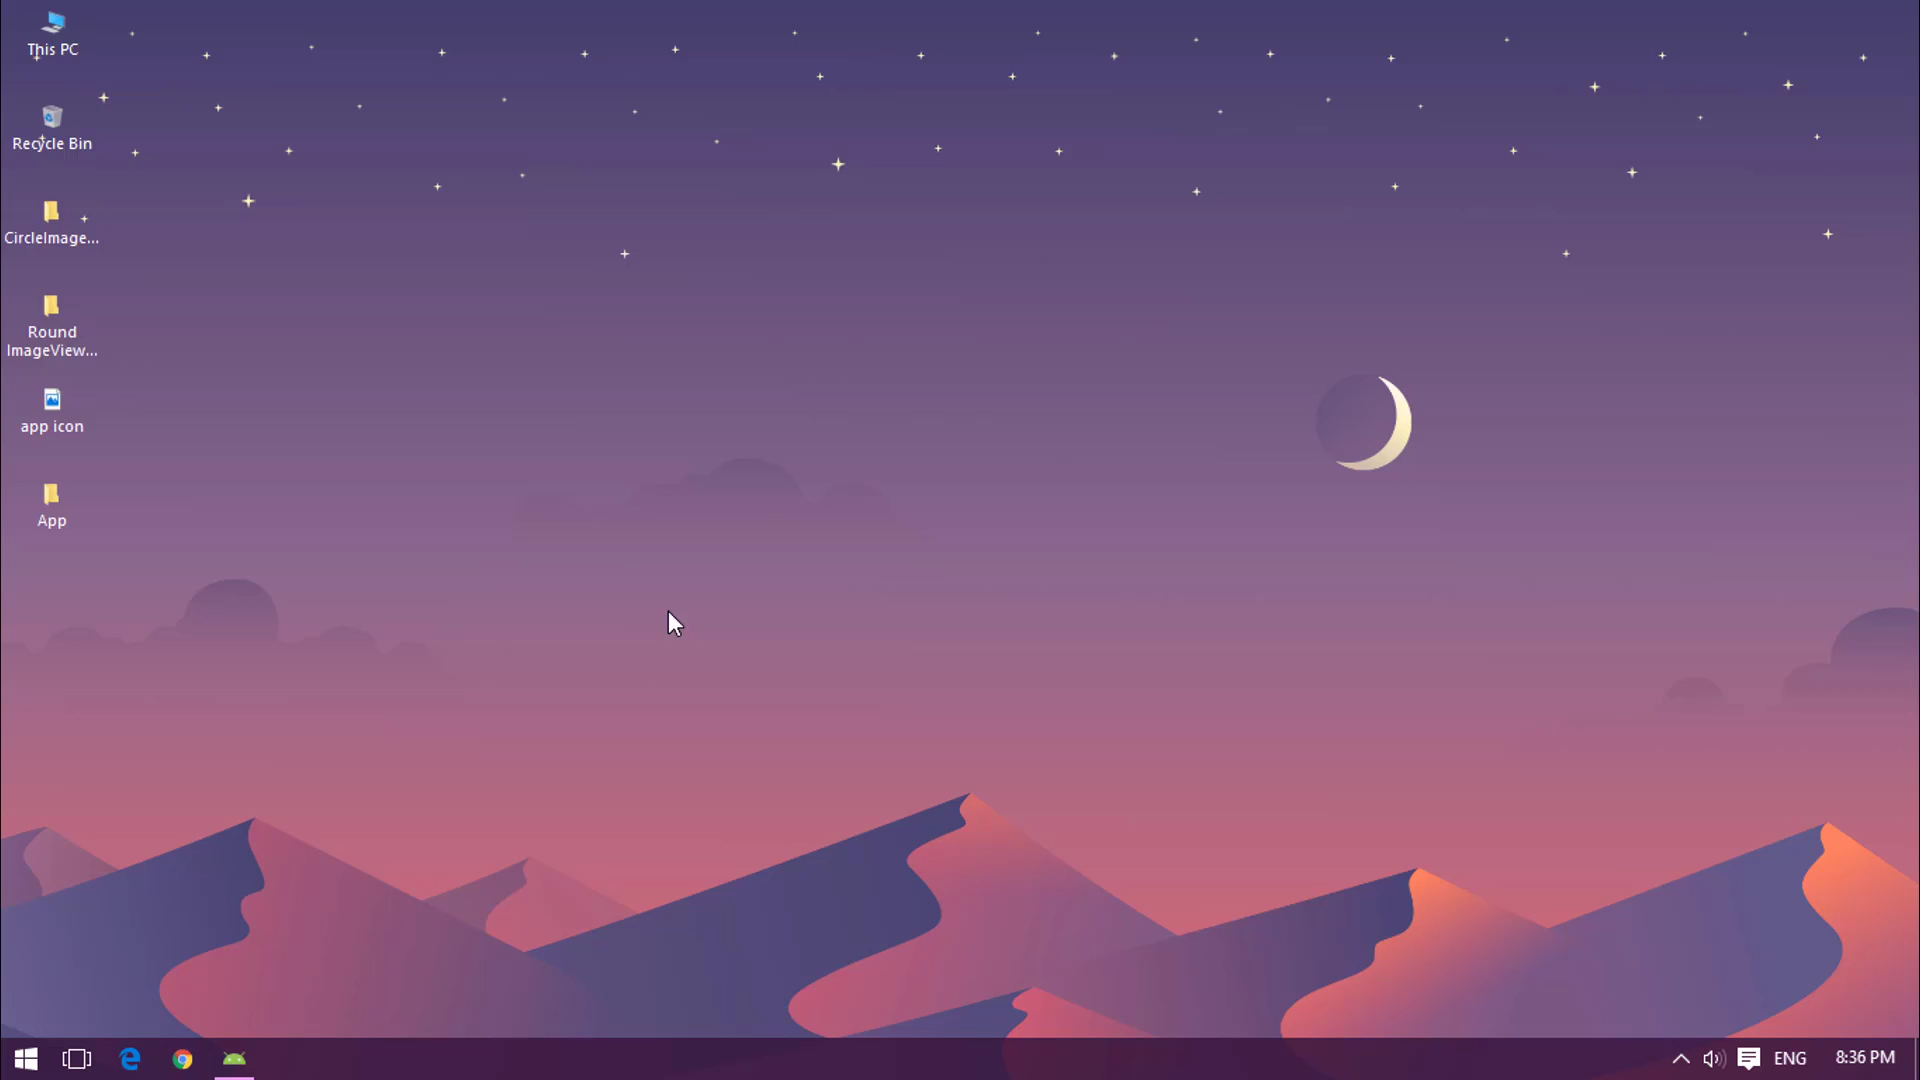 This PC
Recycle Bin
CircleImage...
Round
ImageView...
app icon
App
ENG
8:36 PM